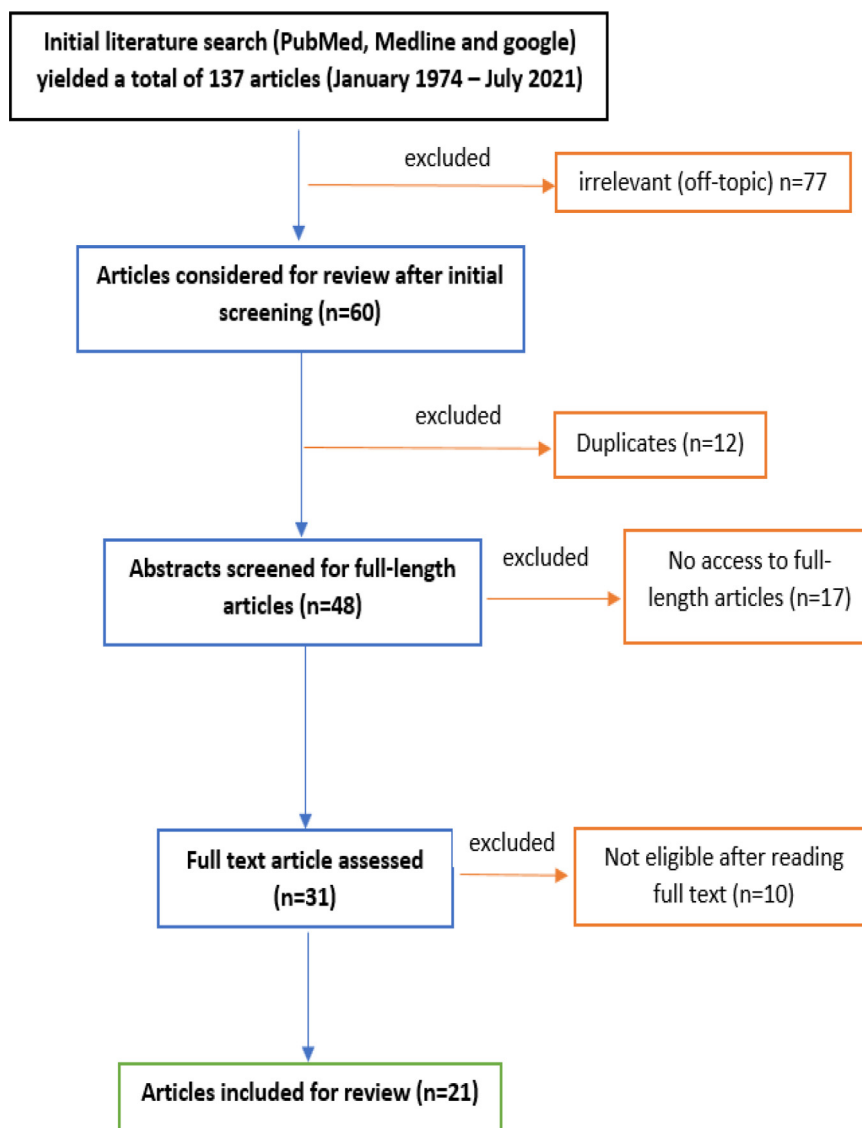 Initial literature search (PubMed, Medline and google)
yielded a total of 137 articles (January 1974 – July 2021)
excluded
irrelevant (off-topic) n=77
Articles considered for review after initial
screening (n=60)
excluded
Duplicates (n=12)
Abstracts screened for full-length
articles (n=48)
excluded
No access to full-
length articles (n=17)
Full text article assessed
(n=31)
excluded
Not eligible after reading
full text (n=10)
Articles included for review (n=21)